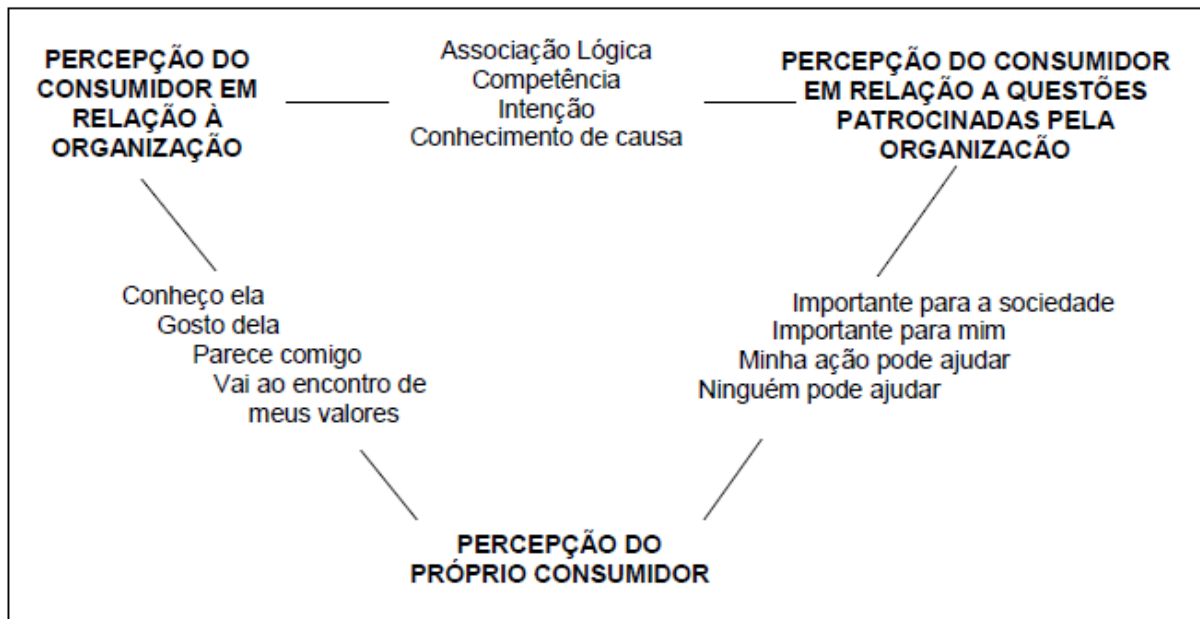 PERCEPÇÃO DO
CONSUMIDOR EM
RELAÇÃO À
ORGANIZAÇÃO
Associação Lógica
Competência
Intenção
Conhecimento de causa
PERCEPÇÃO DO CONSUMIDOR
EM RELAÇÃO A QUESTÕES
PATROCINADAS PELA
ORGANIZACÃO
Conheço ela
Gosto dela
Parece comigo
Vai ao encontro de
meus valores
Importante para a sociedade
Importante para mim
Minha ação pode ajudar
Ninguém pode ajudar
PERCEPÇÃO DO
PRÓPRIO CONSUMIDOR